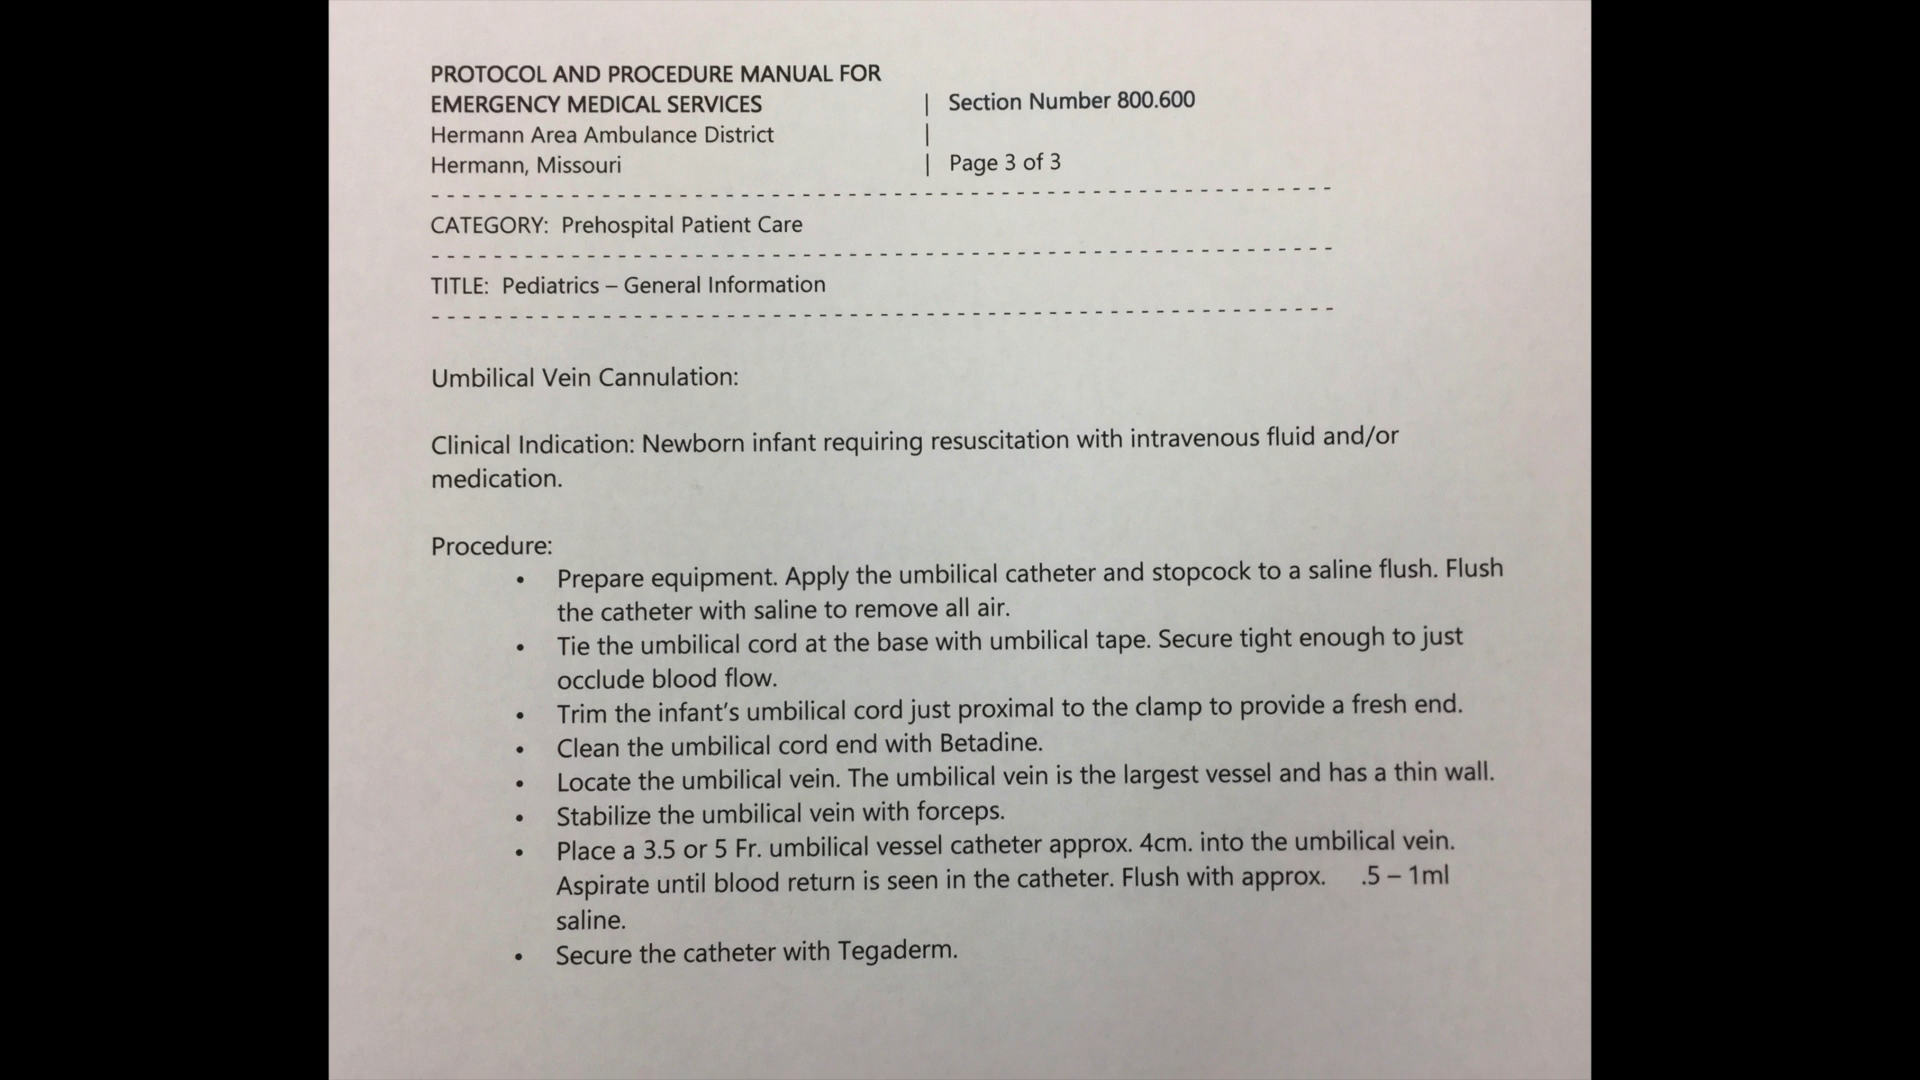 PROTOCOL AND PROCEDURE MANUAL FOR
EMERGENCY MEDICAL SERVICES | Section Number 800.600
Hermann Area Ambulance District |
Hermann, Missouri | Page 3 of 3
- - - - - - - - - - - - - - - - - - - - - - - - - - - - - - - - - - - - - - - - - - - - - - - - - - - - - - - - - -
CATEGORY: Prehospital Patient Care
- - - - - - - - - - - - - - - - - - - - - - - - - - - - - - - - - - - - - - - - - - - - - - - - - - - - - - - - - -
TITLE: Pediatrics – General Information
- - - - - - - - - - - - - - - - - - - - - - - - - - - - - - - - - - - - - - - - - - - - - - - - - - - - - - - - - -
Umbilical Vein Cannulation:
Clinical Indication: Newborn infant requiring resuscitation with intravenous fluid and/or
medication.
Procedure:
• Prepare equipment. Apply the umbilical catheter and stopcock to a saline flush. Flush
the catheter with saline to remove all air.
• Tie the umbilical cord at the base with umbilical tape. Secure tight enough to just
occlude blood flow.
• Trim the infant's umbilical cord just proximal to the clamp to provide a fresh end.
• Clean the umbilical cord end with Betadine.
• Locate the umbilical vein. The umbilical vein is the largest vessel and has a thin wall.
• Stabilize the umbilical vein with forceps.
• Place a 3.5 or 5 Fr. umbilical vessel catheter approx. 4cm. into the umbilical vein.
Aspirate until blood return is seen in the catheter. Flush with approx. .5 – 1ml
saline.
• Secure the catheter with Tegaderm.